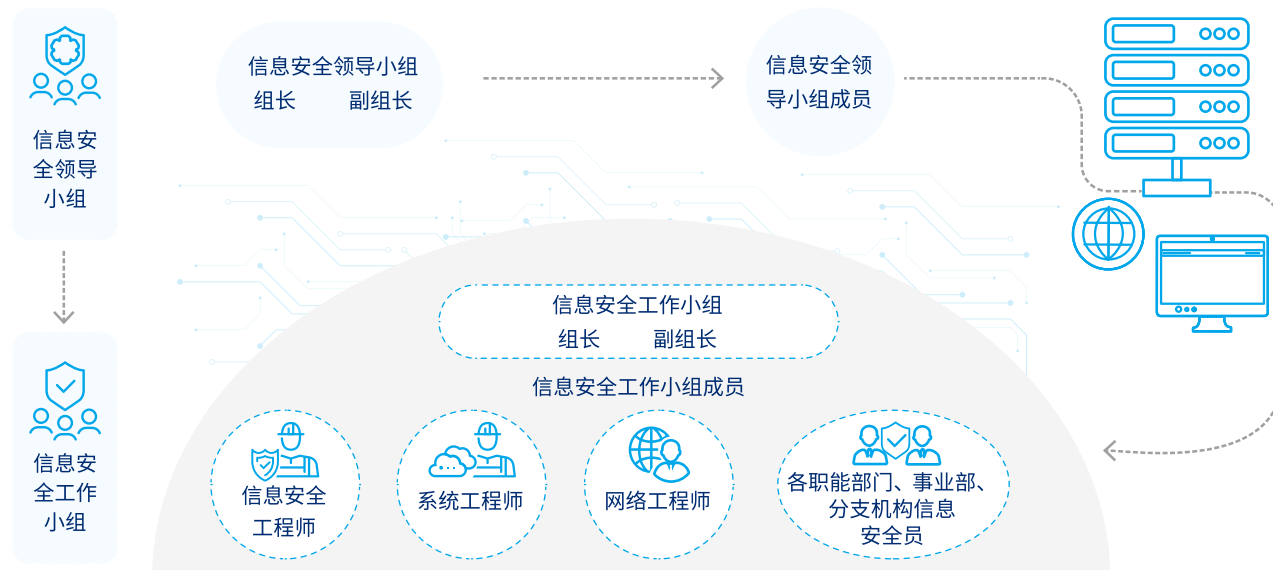 信息安
全领导
小组
信息安全领导小组
组长 副组长
信息安全领
导小组成员
信息安
全工作
小组
信息安全工作小组
组长 副组长
信息安全工作小组成员
信息安全
工程师
系统工程师
网络工程师
各职能部门、事业部、
分支机构信息
安全员